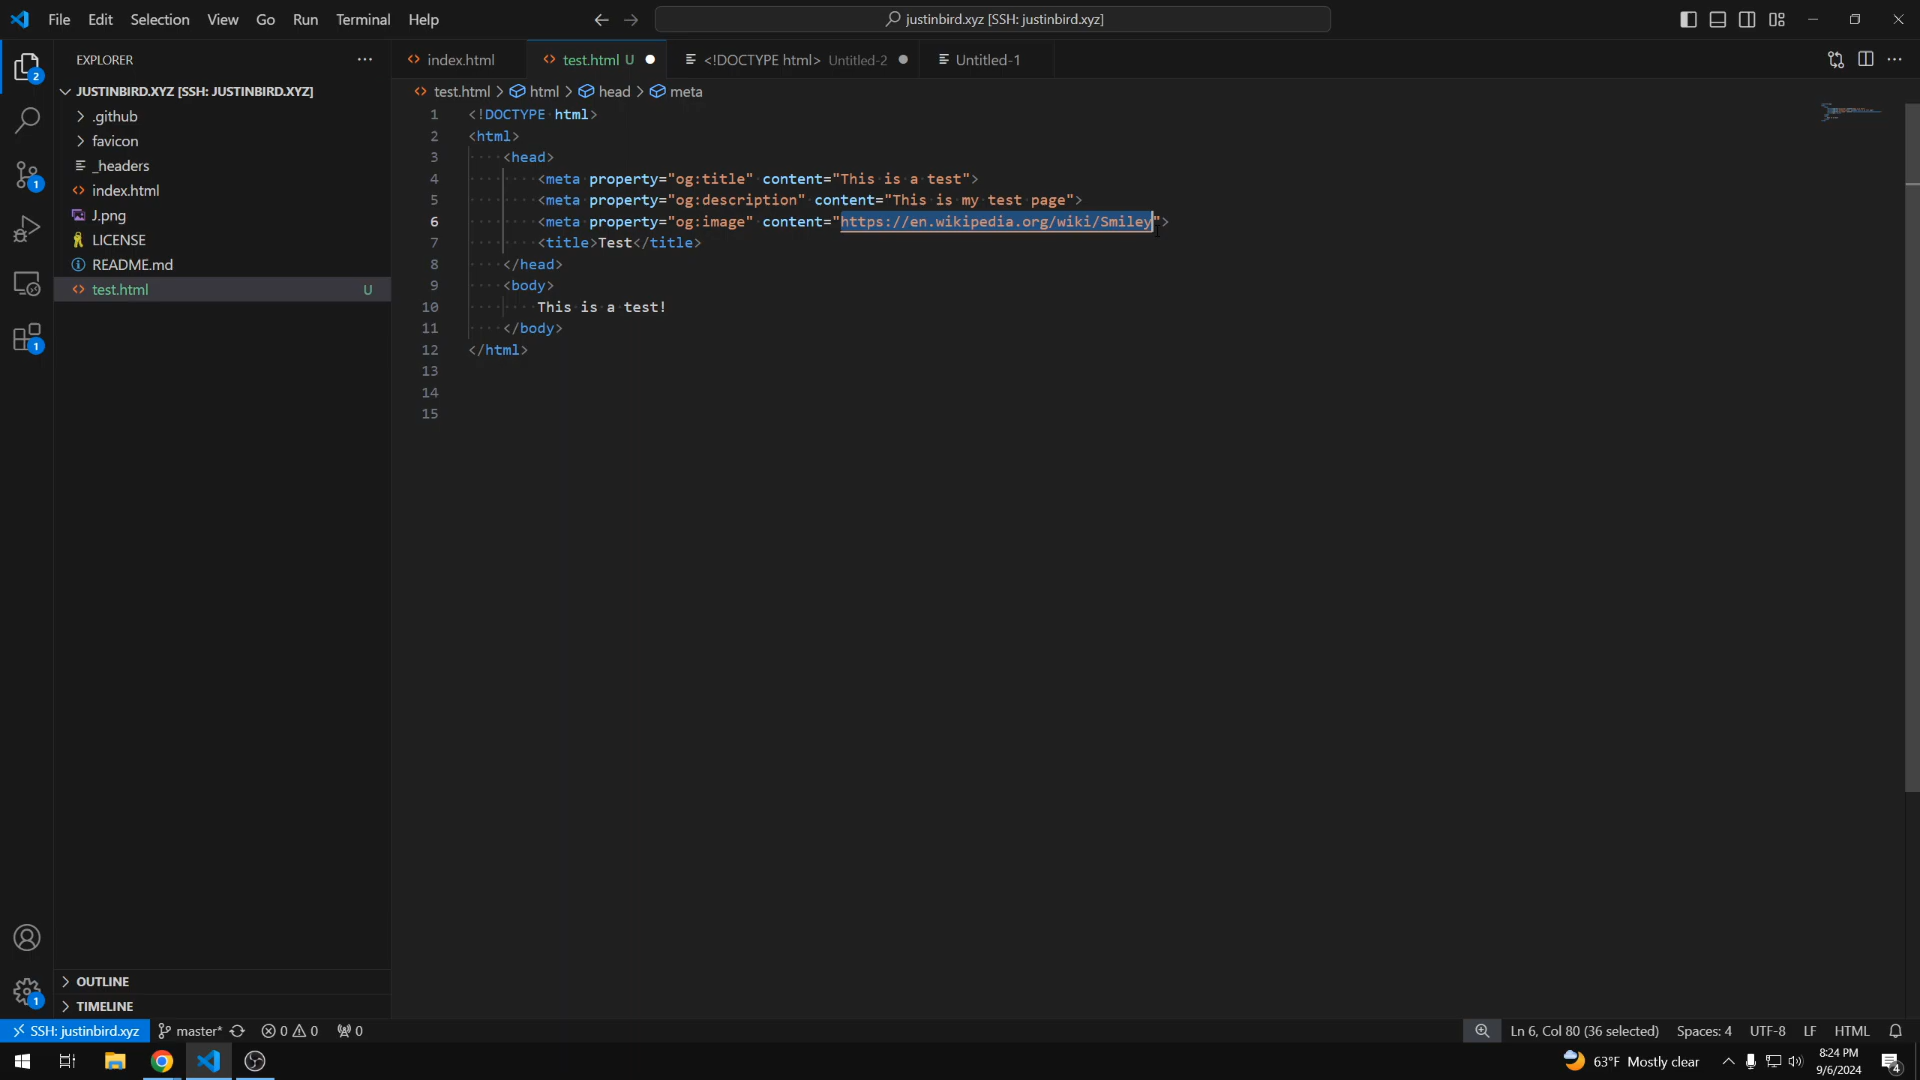 File Edit Selection View Go Run Terminal Help
justinbird.xyz [SSH: justinbird.xyz]
EXPLORER
index.html
test.html U
<!DOCTYPE html> Untitled-2
Untitled-1
JUSTINBIRD.XYZ [SSH: JUSTINBIRD.XYZ]
test.html > html > head > meta
2
.github
favicon
_headers
index.html
J.png
LICENSE
README.md
test.html U
1
1
1 <!DOCTYPE html>
2 <html>
3 <head>
4 <meta property="og:title" content="This is a test">
5 <meta property="og:description" content="This is my test page">
6 <meta property="og:image" content="https://en.wikipedia.org/wiki/Smiley">
7 <title>Test</title>
8 </head>
9 <body>
10 This is a test!
11 </body>
12 </html>
13
14
15
OUTLINE
TIMELINE
1
SSH: justinbird.xyz master* 0 0 0
Ln 6, Col 80 (36 selected) Spaces: 4 UTF-8 LF HTML
63°F Mostly clear
8:24 PM
9/6/2024
4